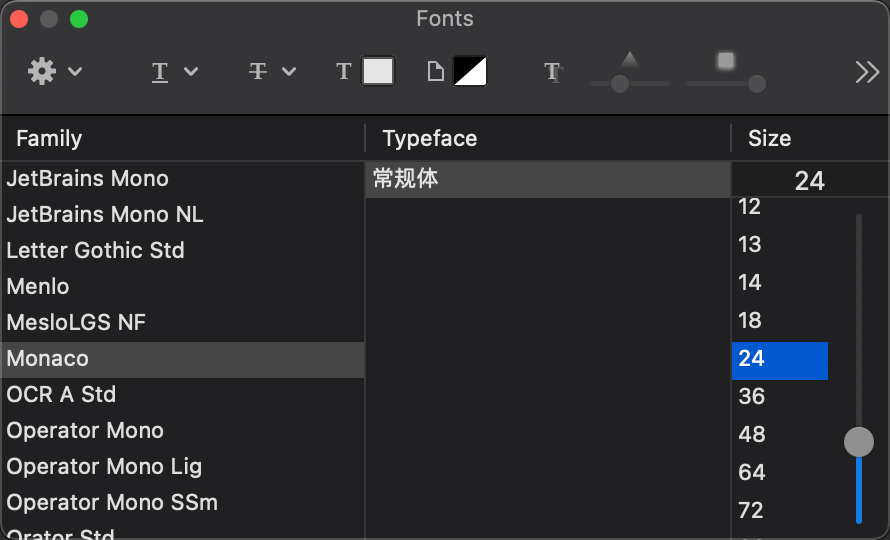 Fonts
T
T
T
T
Family
Typeface
Size
JetBrains Mono
JetBrains Mono NL
Letter Gothic Std
Menlo
MesloLGS NF
Monaco
OCR A Std
Operator Mono
Operator Mono Lig
Operator Mono SSm
Orator Std
常规体
24
12
13
14
18
24
36
48
64
72